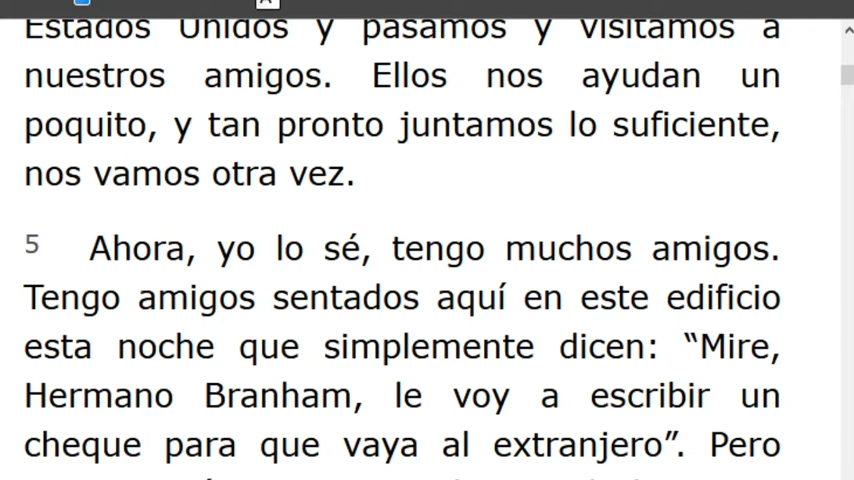 Estados Unidos y pasamos y visitamos a
nuestros amigos. Ellos nos ayudan un
poquito, y tan pronto juntamos lo suficiente,
nos vamos otra vez.
5 Ahora, yo lo sé, tengo muchos amigos.
Tengo amigos sentados aquí en este edificio
esta noche que simplemente dicen: “Mire,
Hermano Branham, le voy a escribir un
cheque para que vaya al extranjero”. Pero